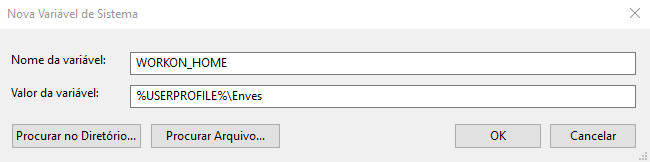 Nova Variável de Sistema
Nome da variável: WORKON_HOME
Valor da variável: %USERPROFILE%\Enves
Procurar no Diretório... Procurar Arquivo... OK Cancelar